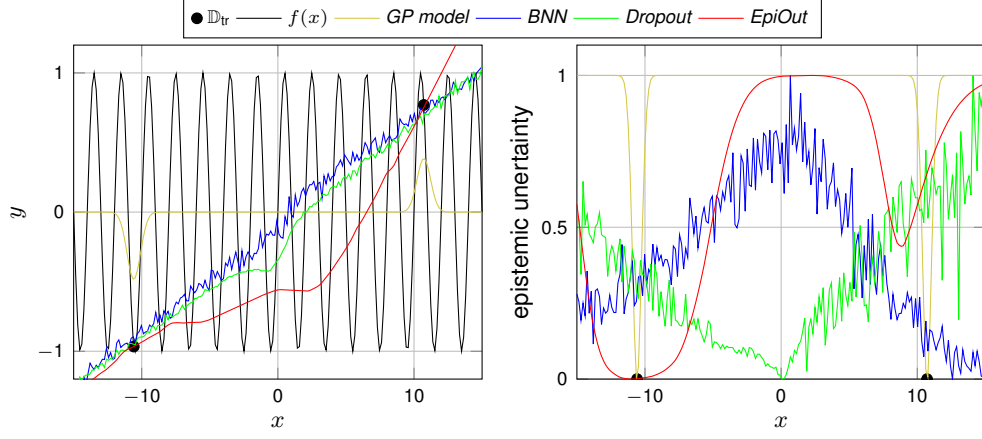 𝔻tr f(x) GP model BNN Dropout EpiOut
1
0
−1
y
−10 0 10
x
1
0.5
0
epistemic unertainty
−10 0 10
x